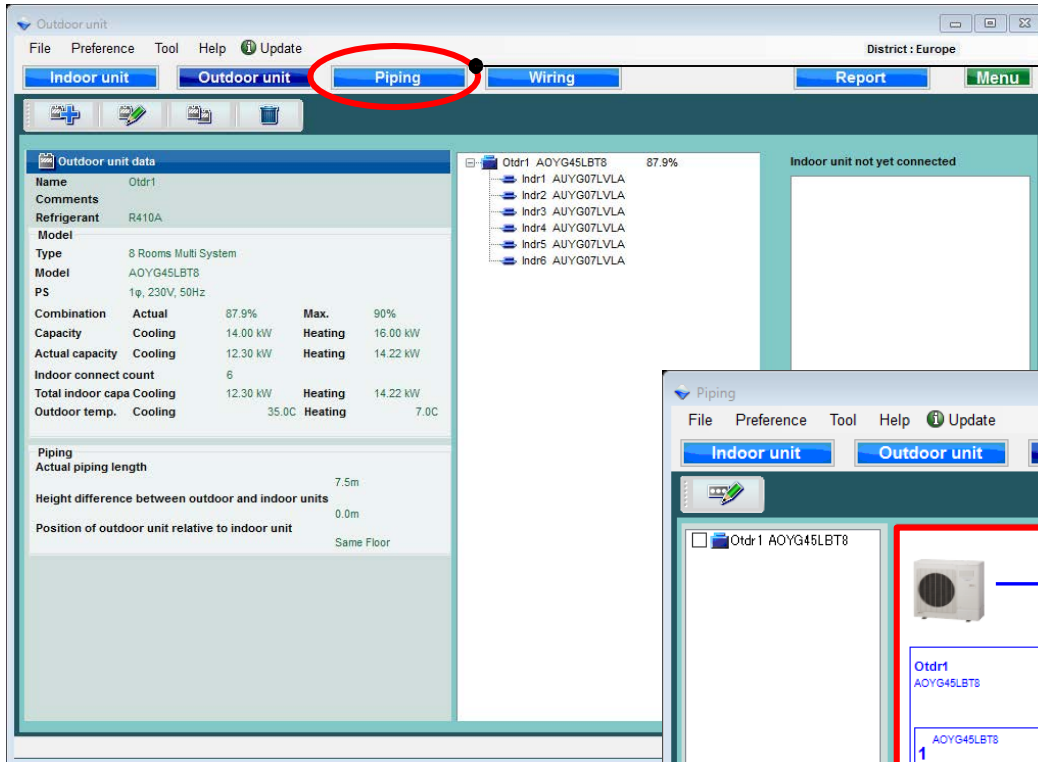 Outdoor unit
File Preference Tool Help Update District : Europe
Indoor unit Outdoor unit Piping Wiring Report Menu
Outdoor unit data
Name Otdr1
Comments
Refrigerant R410A
Model
Type 8 Rooms Multi System
Model AOYG45LBT8
PS 1φ, 230V, 50Hz
Combination Actual 87.9% Max. 90%
Capacity Cooling 14.00 kW Heating 16.00 kW
Actual capacity Cooling 12.30 kW Heating 14.22 kW
Indoor connect count 6
Total indoor capa Cooling 12.30 kW Heating 14.22 kW
Outdoor temp. Cooling 35.0C Heating 7.0C
Piping
Actual piping length
7.5m
Height difference between outdoor and indoor units
0.0m
Position of outdoor unit relative to indoor unit
Same Floor
Otdr1 AOYG45LBT8 87.9%
Indr1 AUYG07LVLA
Indr2 AUYG07LVLA
Indr3 AUYG07LVLA
Indr4 AUYG07LVLA
Indr5 AUYG07LVLA
Indr6 AUYG07LVLA
Indoor unit not yet connected
Piping
File Preference Tool Help Update
Indoor unit Outdoor unit
Otdr1 AOYG45LBT8
Otdr1
AOYG45LBT8
AOYG45LBT8
1